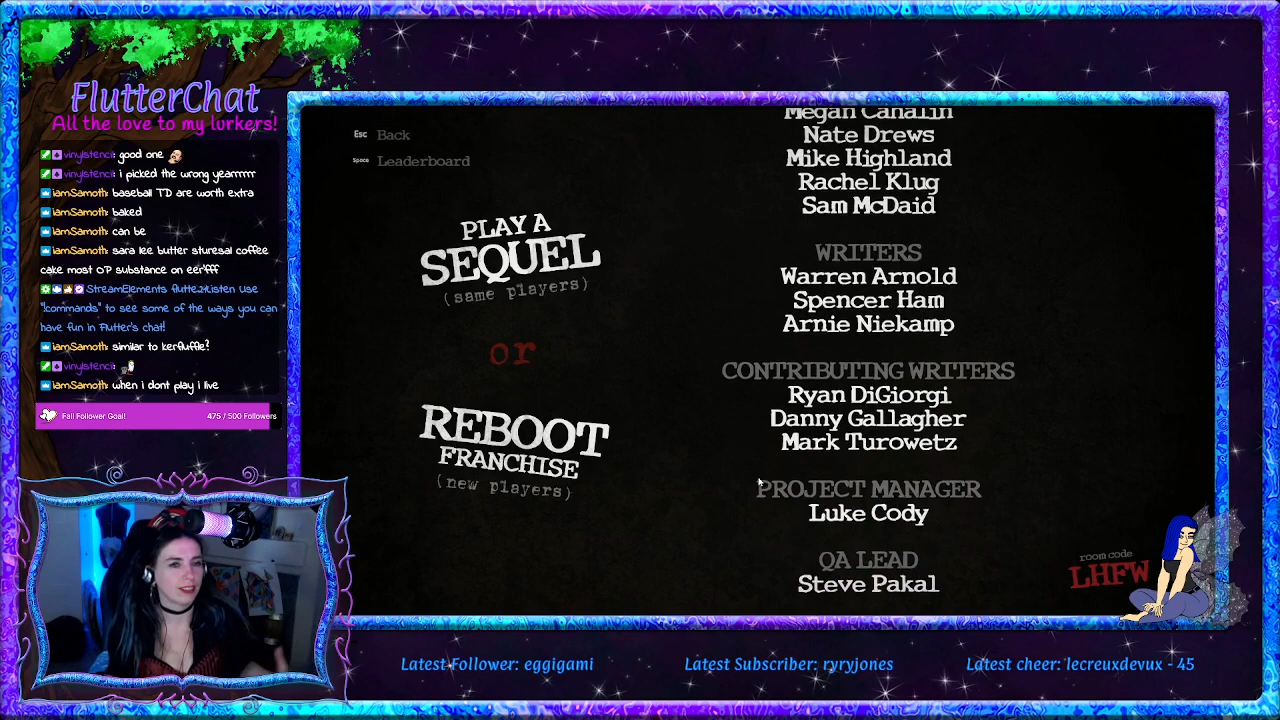 FlutterChat
All the love to my lurkers!
vinylstenci: good one
vinylstenci: i picked the wrong yearrrrr
iamSamoth: baseball TD are worth extra
iamSamoth: baked
iamSamoth: can be
iamSamoth: sara lee butter sturesal coffee
cake most OP substance on eerfff
StreamElements flutte24Listen Use
"!commands" to see some of the ways you can
have fun in Flutter's chat!
iamSamoth: similar to kerfluffle?
vinylstenci:
iamSamoth: when i dont play i live
Fall Follower Goal! 475 / 500 Followers
Esc Back
Space Leaderboard
PLAY A
SEQUEL
(same players)
or
REBOOT
FRANCHISE
(new players)
Megan Canalin
Nate Drews
Mike Highland
Rachel Klug
Sam McDaid
WRITERS
Warren Arnold
Spencer Ham
Arnie Niekamp
CONTRIBUTING WRITERS
Ryan DiGiorgi
Danny Gallagher
Mark Turowetz
PROJECT MANAGER
Luke Cody
QA LEAD
Steve Pakal
room code
LHFW
Latest Follower: eggigami
Latest Subscriber: ryryjones
Latest cheer: lecreuxdevux - 45